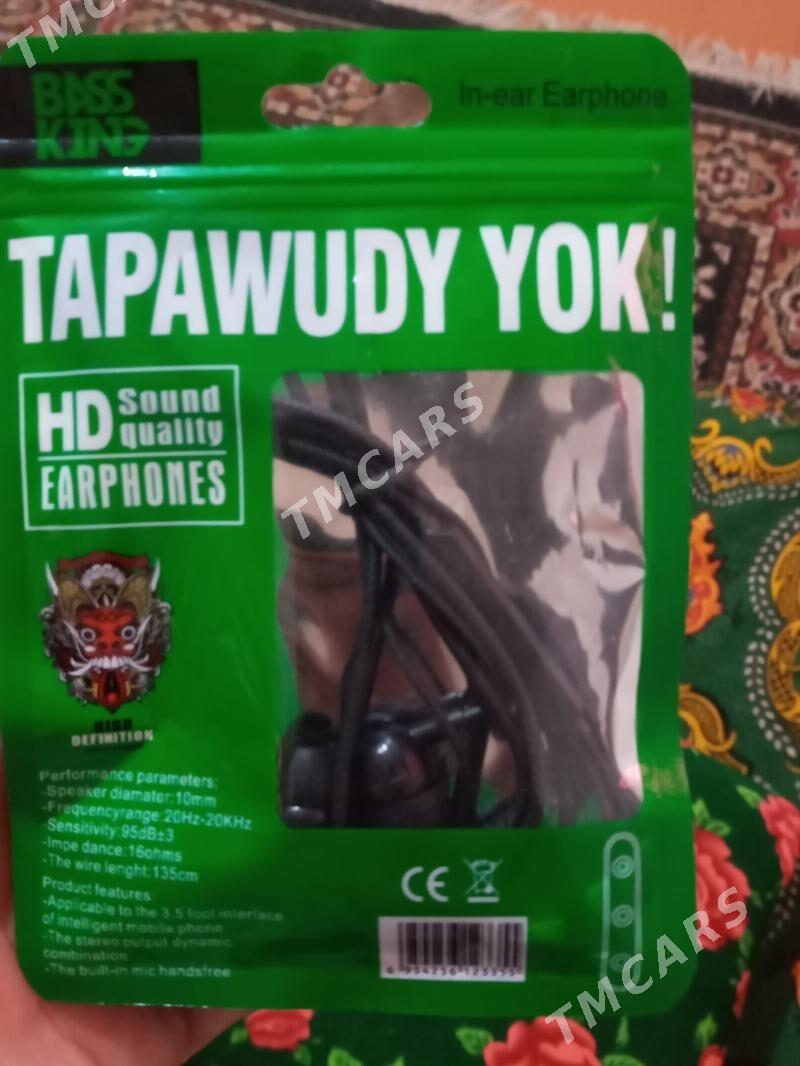 TMCARS
BASS
KING
In-ear Earphone
TAPAWUDY YOK!
HD Sound
quality
EARPHONES
TMCARS
HIGH
DEFINITION
Performance parameters:
-Speaker diamater:10mm
-Frequencyrange:20Hz-20KHz
-Sensitivity:95dB±3
-Impe dance:16ohms
-The wire lenght:135cm
Product features:
-Applicable to the 3.5 foot interface
of intelligent mobile phone
-The stereo output dynamic
combination
-The built-in mic handsfree
CE
TMCARS